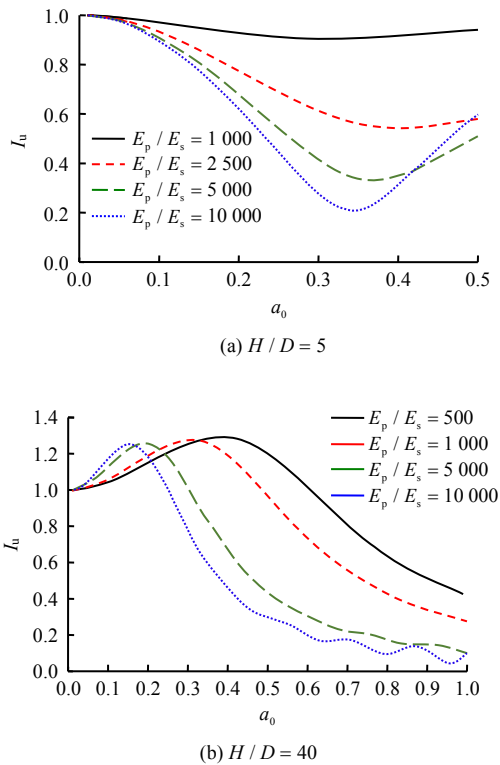 1.0
0.8
0.6
0.4
0.2
0.0
I_u
E_p / E_s = 1 000
E_p / E_s = 2 500
E_p / E_s = 5 000
E_p / E_s = 10 000
0.0 0.1 0.2 0.3 0.4 0.5
a_0
(a) H / D = 5
1.4
1.2
1.0
0.8
0.6
0.4
0.2
0.0
I_u
E_p / E_s = 500
E_p / E_s = 1 000
E_p / E_s = 5 000
E_p / E_s = 10 000
0.0 0.1 0.2 0.3 0.4 0.5 0.6 0.7 0.8 0.9 1.0
a_0
(b) H / D = 40